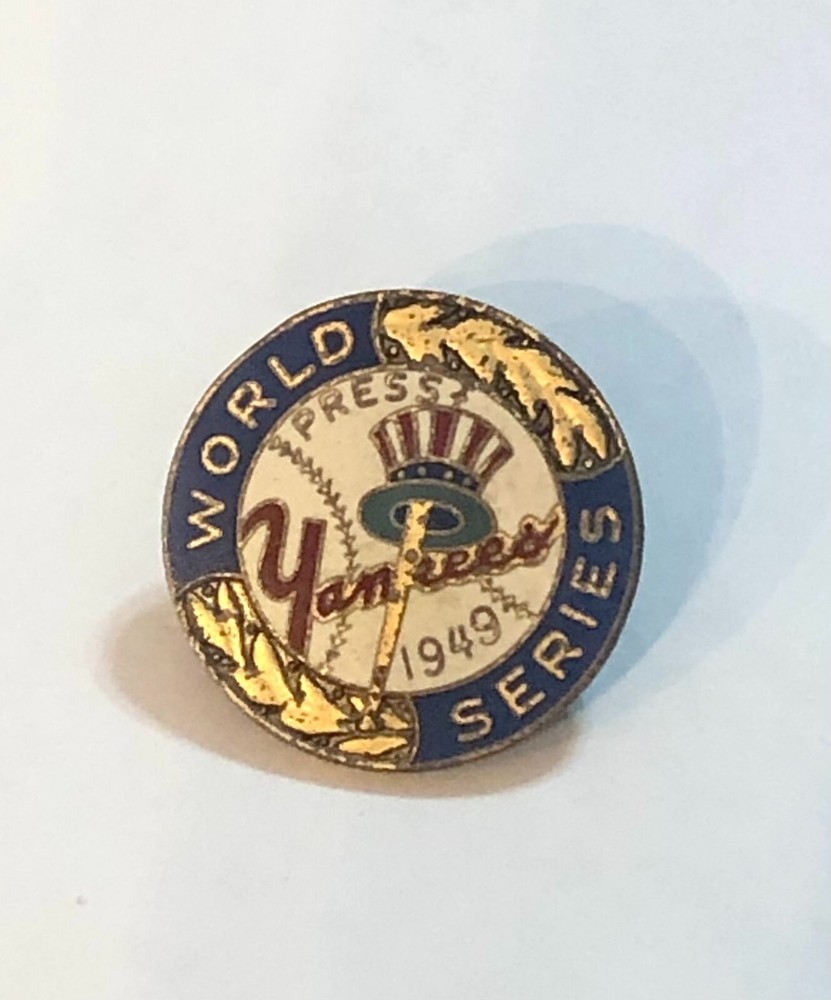 WORLD
PRESS
Yankees
1949
SERIES